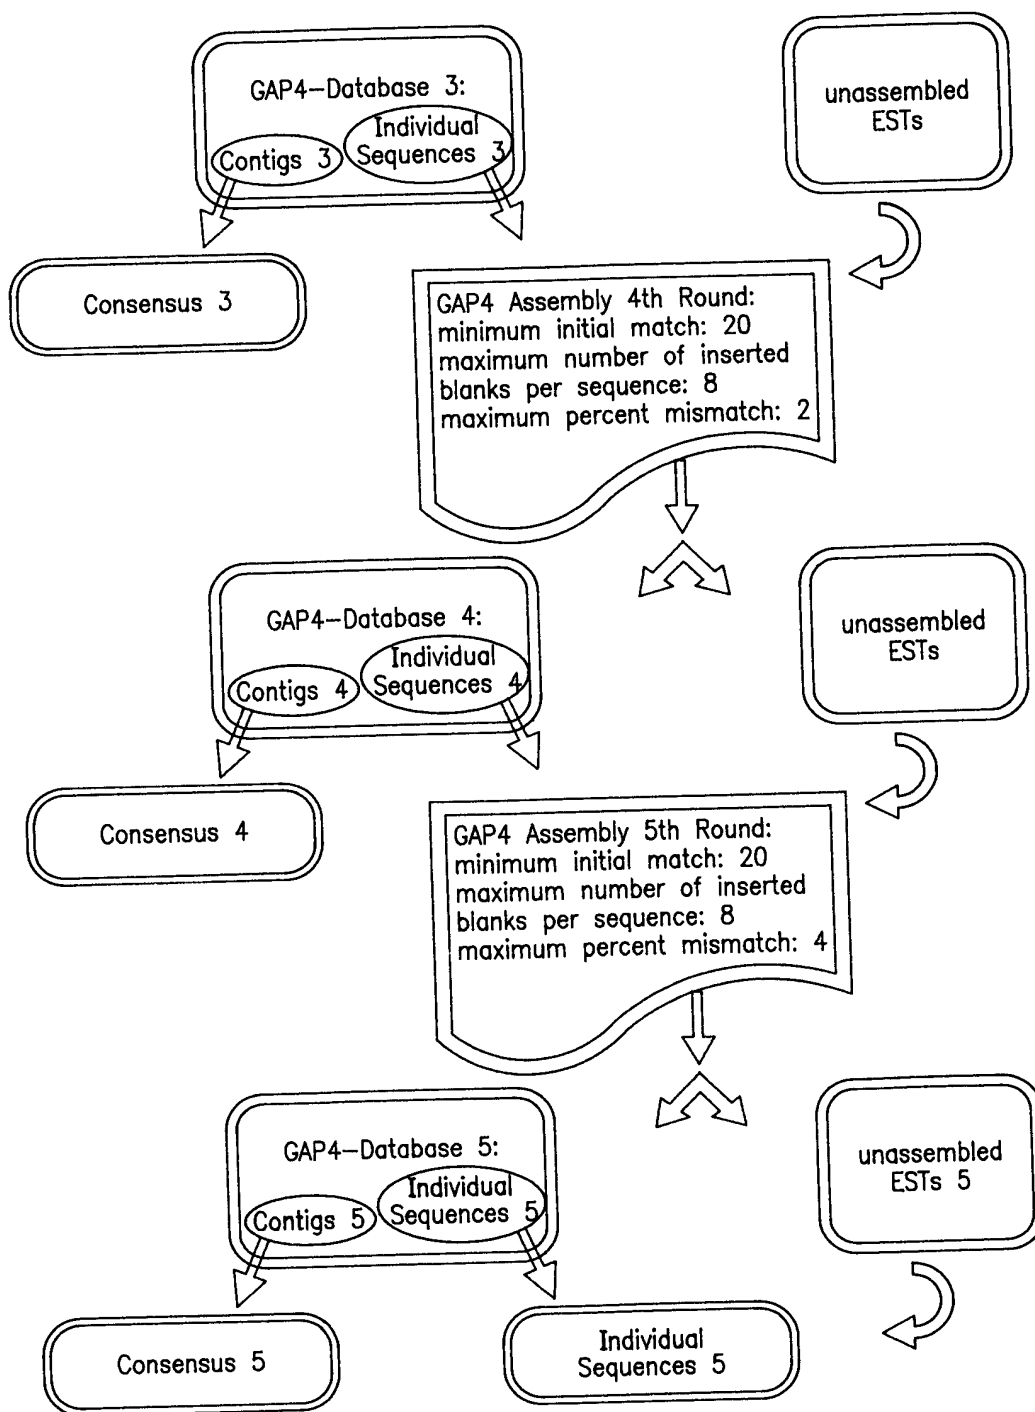 GAP4-Database 3:
Contigs 3
Individual
Sequences 3
unassembled
ESTs
Consensus 3
GAP4 Assembly 4th Round:
minimum initial match: 20
maximum number of inserted
blanks per sequence: 8
maximum percent mismatch: 2
GAP4-Database 4:
Contigs 4
Individual
Sequences 4
unassembled
ESTs
Consensus 4
GAP4 Assembly 5th Round:
minimum initial match: 20
maximum number of inserted
blanks per sequence: 8
maximum percent mismatch: 4
GAP4-Database 5:
Contigs 5
Individual
Sequences 5
unassembled
ESTs 5
Consensus 5
Individual
Sequences 5